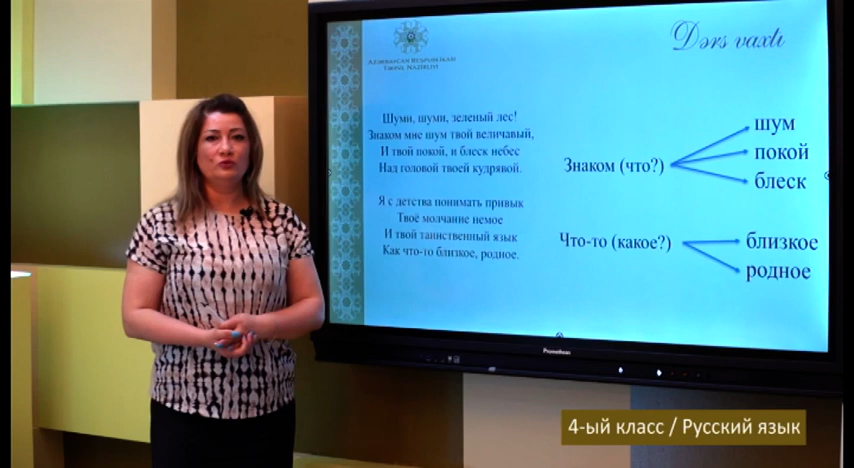 AZƏRBAYCAN RESPUBLİKASI
TƏHSİL NAZİRLİYİ
Dərs vaxtı
Шуми, шуми, зеленый лес!
Знаком мне шум твой величавый,
И твой покой, и блеск небес
Над головой твоей кудрявой.
Я с детства понимать привык
Твоё молчание немое
И твой таинственный язык
Как что-то близкое, родное.
Знаком (что?)
шум
покой
блеск
Что-то (какое?)
близкое
родное
Promethean
4-ый класс / Русский язык